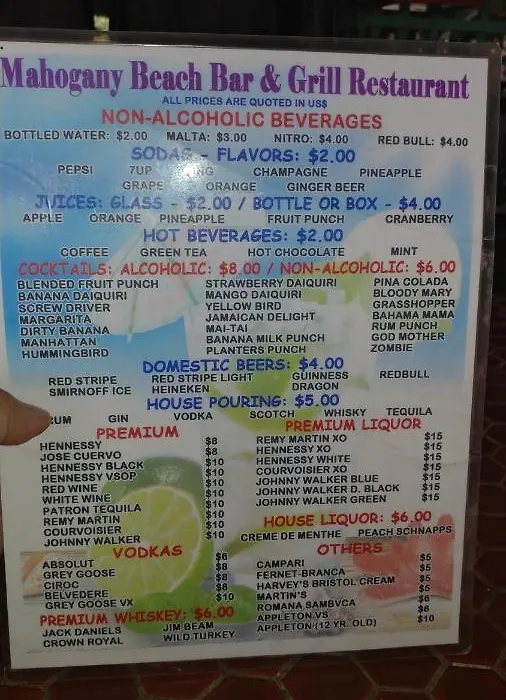 Mahogany Beach Bar & Grill Restaurant
ALL PRICES ARE QUOTED IN US$
NON-ALCOHOLIC BEVERAGES
BOTTLED WATER: $2.00 MALTA: $3.00 NITRO: $4.00 RED BULL: $4.00
SODAS - FLAVORS: $2.00
PEPSI 7UP CHAMPAGNE PINEAPPLE
GRAPE ORANGE GINGER BEER
JUICES: GLASS - $2.00 / BOTTLE OR BOX - $4.00
APPLE ORANGE PINEAPPLE FRUIT PUNCH CRANBERRY
HOT BEVERAGES: $2.00
COFFEE GREEN TEA HOT CHOCOLATE MINT
COCKTAILS: ALCOHOLIC: $8.00 / NON-ALCOHOLIC: $6.00
BLENDED FRUIT PUNCH STRAWBERRY DAIQUIRI PINA COLADA
BANANA DAIQUIRI MANGO DAIQUIRI BLOODY MARY
SCREW DRIVER YELLOW BIRD GRASSHOPPER
MARGARITA JAMAICAN DELIGHT BAHAMA MAMA
DIRTY BANANA MAI-TAI RUM PUNCH
MANHATTAN BANANA MILK PUNCH GOD MOTHER
HUMMINGBIRD PLANTERS PUNCH ZOMBIE
DOMESTIC BEERS: $4.00
RED STRIPE RED STRIPE LIGHT GUINNESS REDBULL
SMIRNOFF ICE HEINEKEN DRAGON
HOUSE POURING: $5.00
RUM GIN VODKA SCOTCH WHISKY TEQUILA
PREMIUM
HENNESSY $8
JOSE CUERVO $8
HENNESSY BLACK $10
HENNESSY VSOP $10
RED WINE $10
WHITE WINE $10
PATRON TEQUILA $10
REMY MARTIN $10
COURVOISIER $10
JOHNNY WALKER $10
VODKAS
ABSOLUT $6
GREY GOOSE $8
CIROC $8
BELVEDERE $8
GREY GOOSE VX $10
PREMIUM WHISKEY: $6.00
JACK DANIELS JIM BEAM
CROWN ROYAL WILD TURKEY
PREMIUM LIQUOR
REMY MARTIN XO $15
HENNESSY XO $15
HENNESSY WHITE $15
COURVOISIER XO $15
JOHNNY WALKER BLUE $15
JOHNNY WALKER D. BLACK $15
JOHNNY WALKER GREEN $15
HOUSE LIQUOR: $6.00
CREME DE MENTHE PEACH SCHNAPPS
OTHERS
CAMPARI $5
FERNET-BRANCA $5
HARVEY'S BRISTOL CREAM $5
MARTIN'S $5
ROMANA SAMBVCA $6
APPLETON VS $6
APPLETON (12 YR. OLD) $10